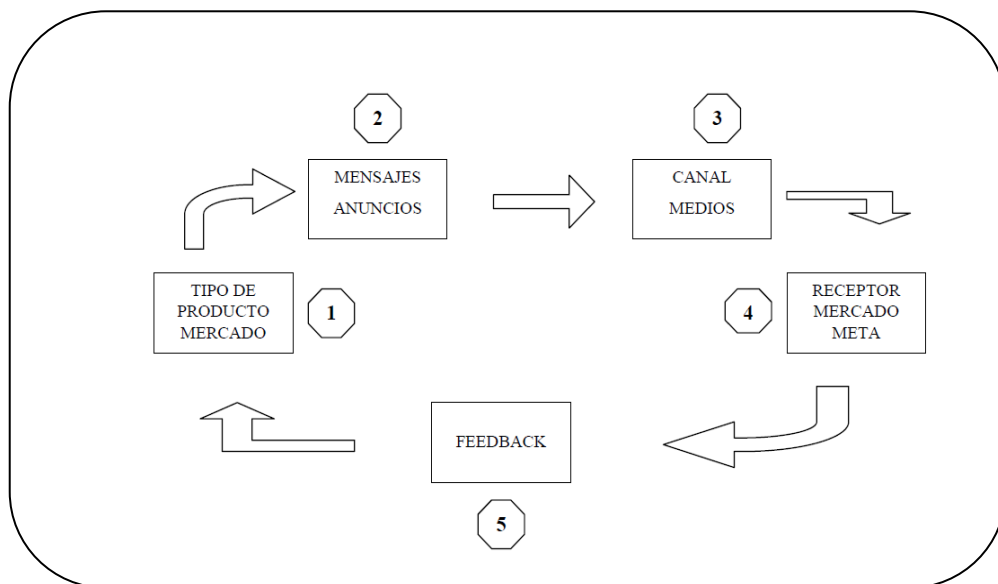 2
MENSAJES
ANUNCIOS
3
CANAL
MEDIOS
TIPO DE
PRODUCTO
MERCADO
1
4
RECEPTOR
MERCADO
META
FEEDBACK
5